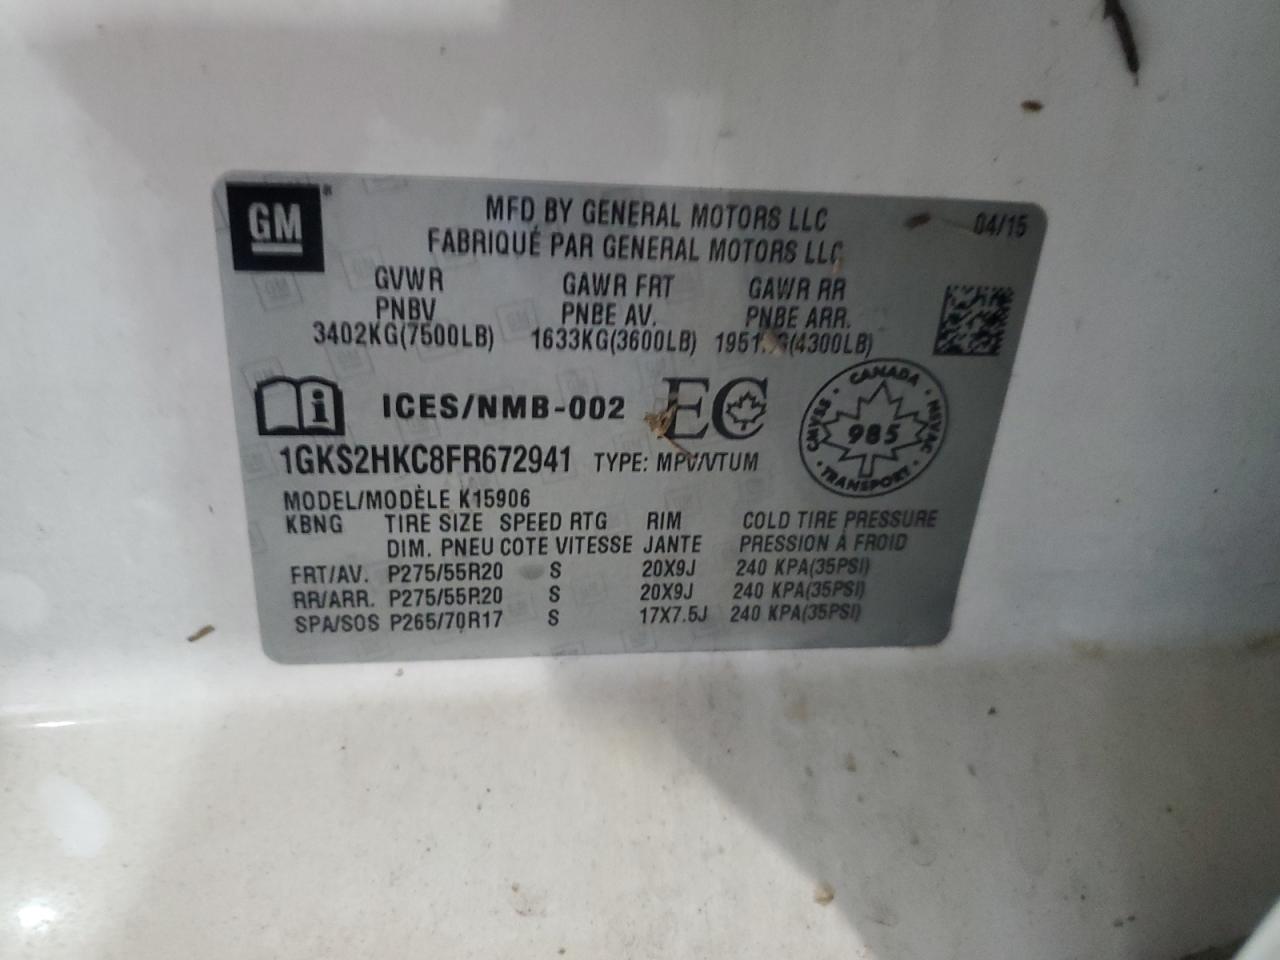 GM
MFD BY GENERAL MOTORS LLC
04/15
FABRIQUÉ PAR GENERAL MOTORS LLC
GVWR GAWR FRT GAWR RR
PNBV PNBE AV. PNBE ARR.
3402KG(7500LB) 1633KG(3600LB) 1951KG(4300LB)
i ICES/NMB-002 EC
CANADA
CMVSS 985 NSVAC
TRANSPORT
1GKS2HKC8FR672941 TYPE: MPV/VTUM
MODEL/MODÈLE K15906
KBNG TIRE SIZE SPEED RTG RIM COLD TIRE PRESSURE
DIM. PNEU COTE VITESSE JANTE PRESSION À FROID
FRT/AV. P275/55R20 S 20X9J 240 KPA(35PSI)
RR/ARR. P275/55R20 S 20X9J 240 KPA(35PSI)
SPA/SOS P265/70R17 S 17X7.5J 240 KPA(35PSI)